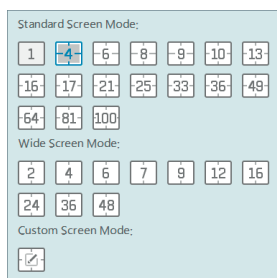 Standard Screen Mode:
1 4 6 8 9 10 13
16 17 21 25 33 36 49
64 81 100
Wide Screen Mode:
2 4 6 7 9 12 16
24 36 48
Custom Screen Mode: